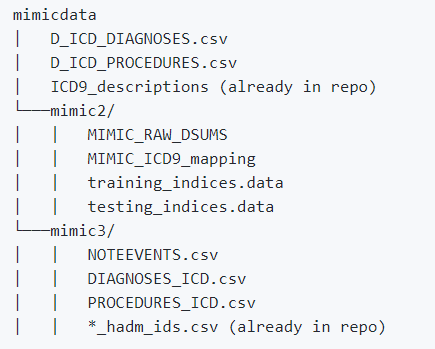 mimicdata
|   D_ICD_DIAGNOSES.csv
|   D_ICD_PROCEDURES.csv
|   ICD9_descriptions (already in repo)
└───mimic2/
|   |   MIMIC_RAW_DSUMS
|   |   MIMIC_ICD9_mapping
|   |   training_indices.data
|   |   testing_indices.data
└───mimic3/
|   |   NOTEEVENTS.csv
|   |   DIAGNOSES_ICD.csv
|   |   PROCEDURES_ICD.csv
|   |   *_hadm_ids.csv (already in repo)